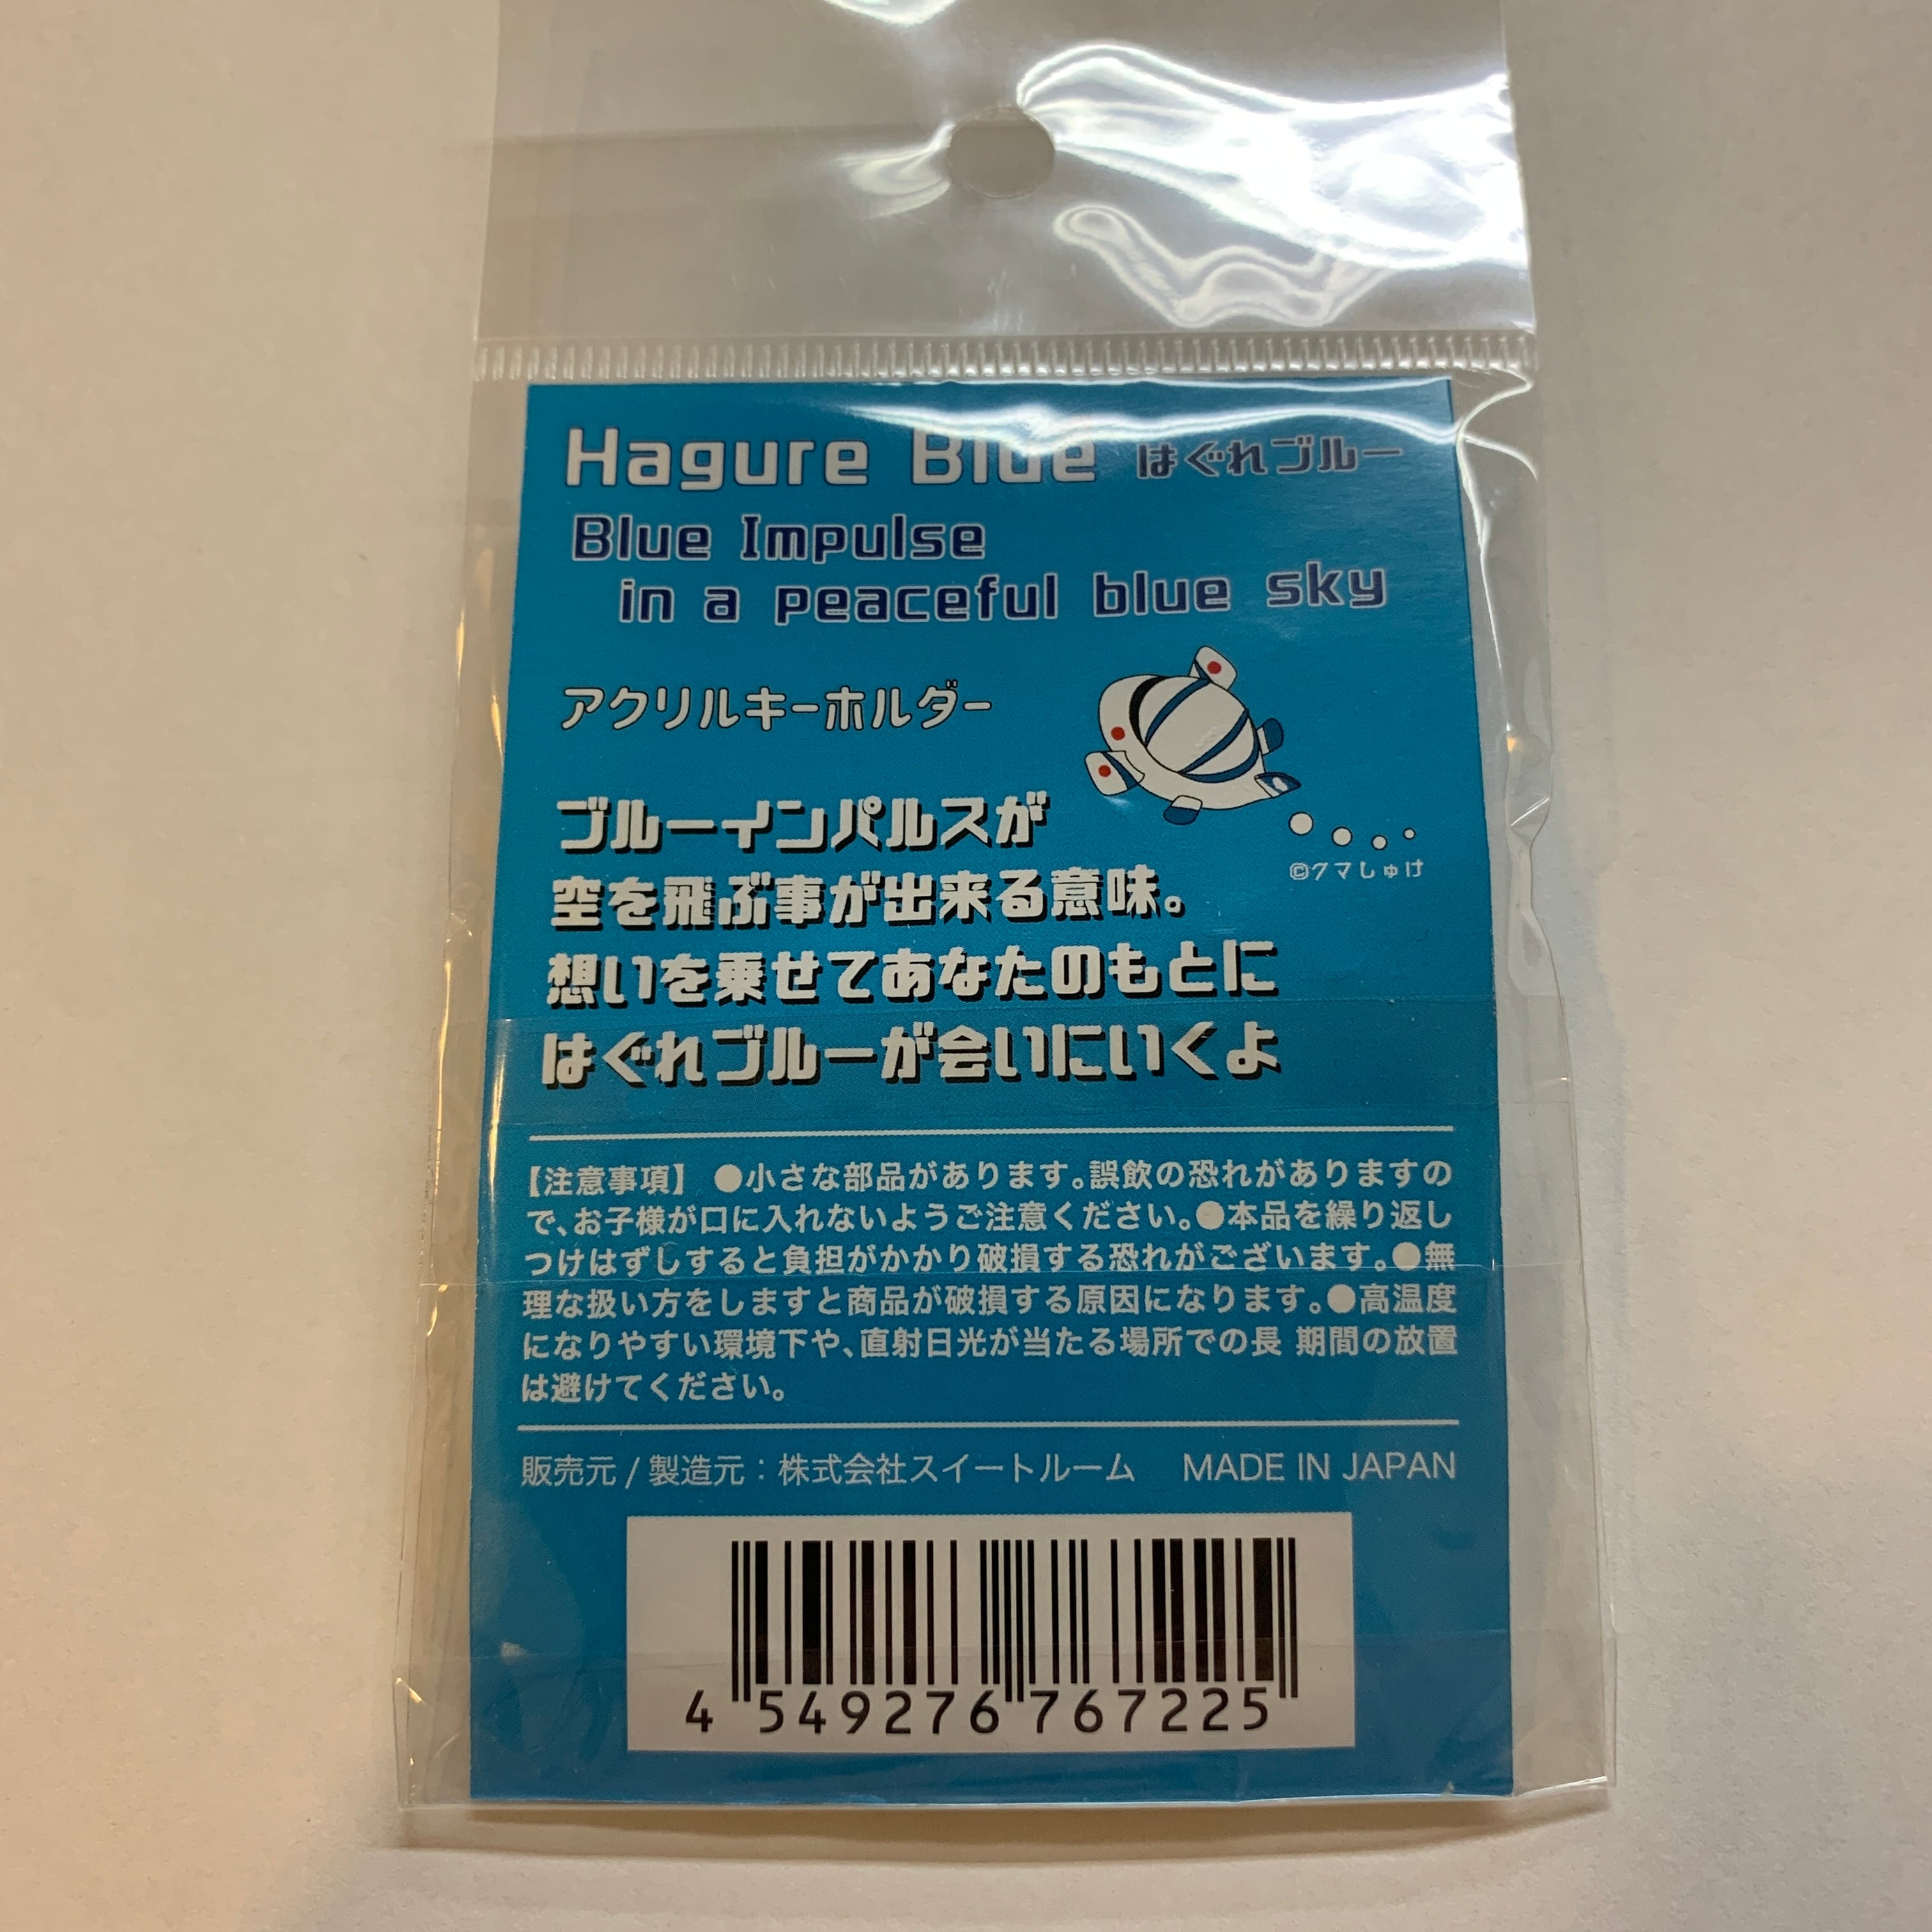 Hagure Blue はぐれブルー
Blue Impulse
in a peaceful blue sky
アクリルキーホルダー
©クマしゅけ
ブルーインパルスが
空を飛ぶ事が出来る意味。
想いを乗せてあなたのもとに
はぐれブルーが会いにいくよ
【注意事項】 ●小さな部品があります。誤飲の恐れがありますの
で、お子様が口に入れないようご注意ください。●本品を繰り返し
つけはずしすると負担がかかり破損する恐れがございます。●無
理な扱い方をしますと商品が破損する原因になります。●高温度
になりやすい環境下や、直射日光が当たる場所での長 期間の放置
は避けてください。
販売元 / 製造元：株式会社スイートルーム MADE IN JAPAN
4 549276 767225